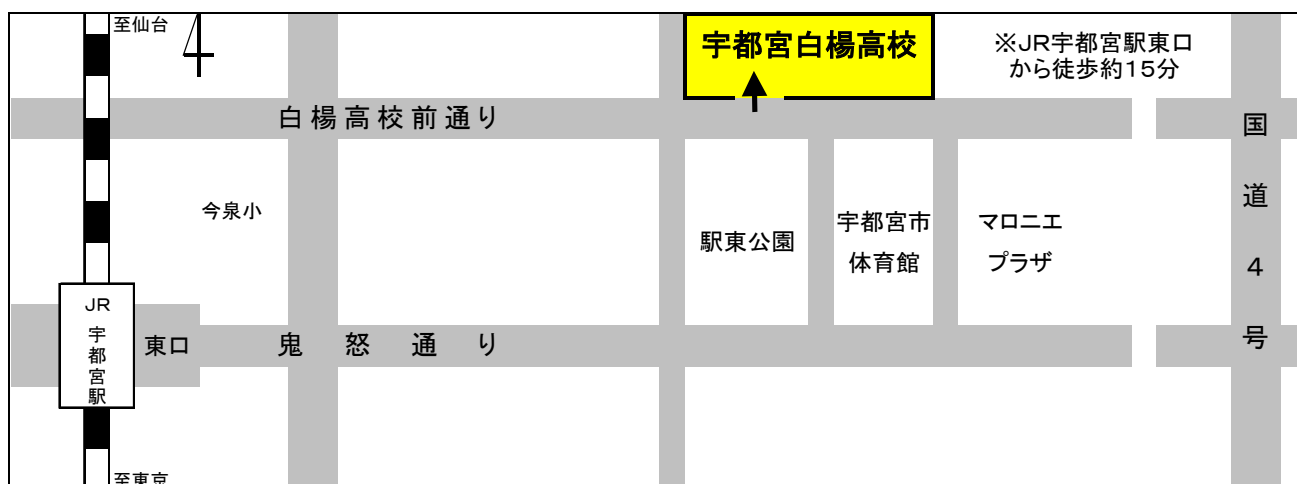 至仙台
宇都宮白楊高校
※JR宇都宮駅東口
から徒歩約15分
白楊高校前通り
国道4号
今泉小
駅東公園
宇都宮市
体育館
マロニエ
プラザ
JR
宇都宮駅
東口
鬼怒通り
至東京